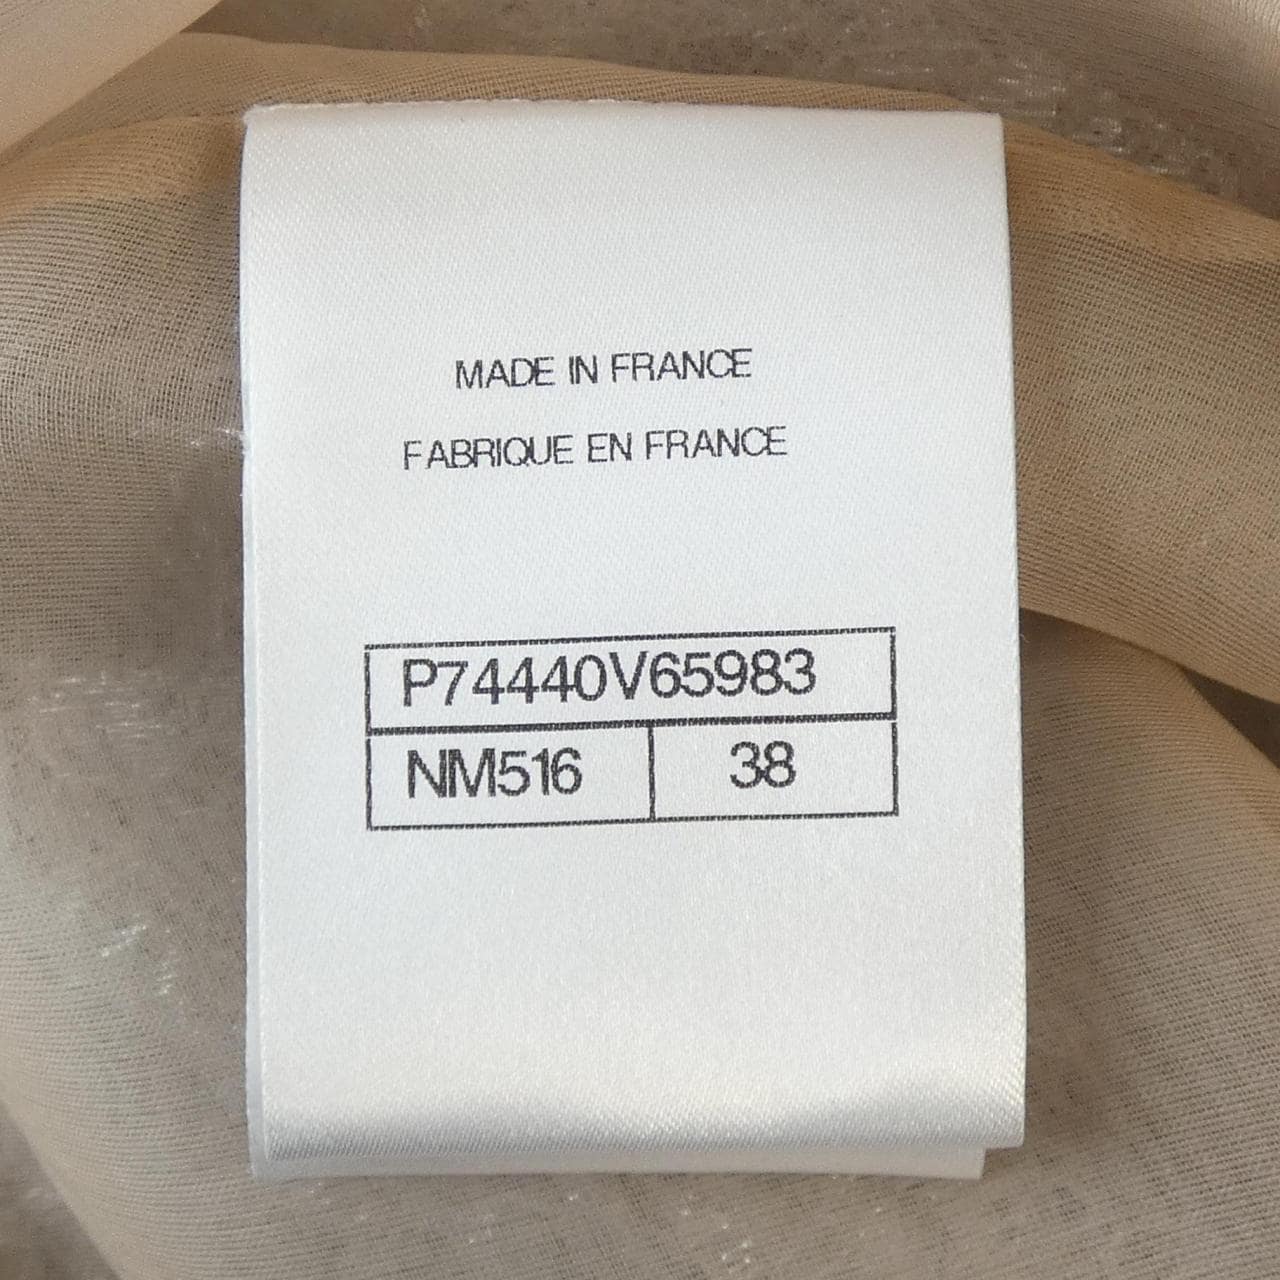 MADE IN FRANCE
FABRIQUE EN FRANCE
P74440V65983
NM516 38